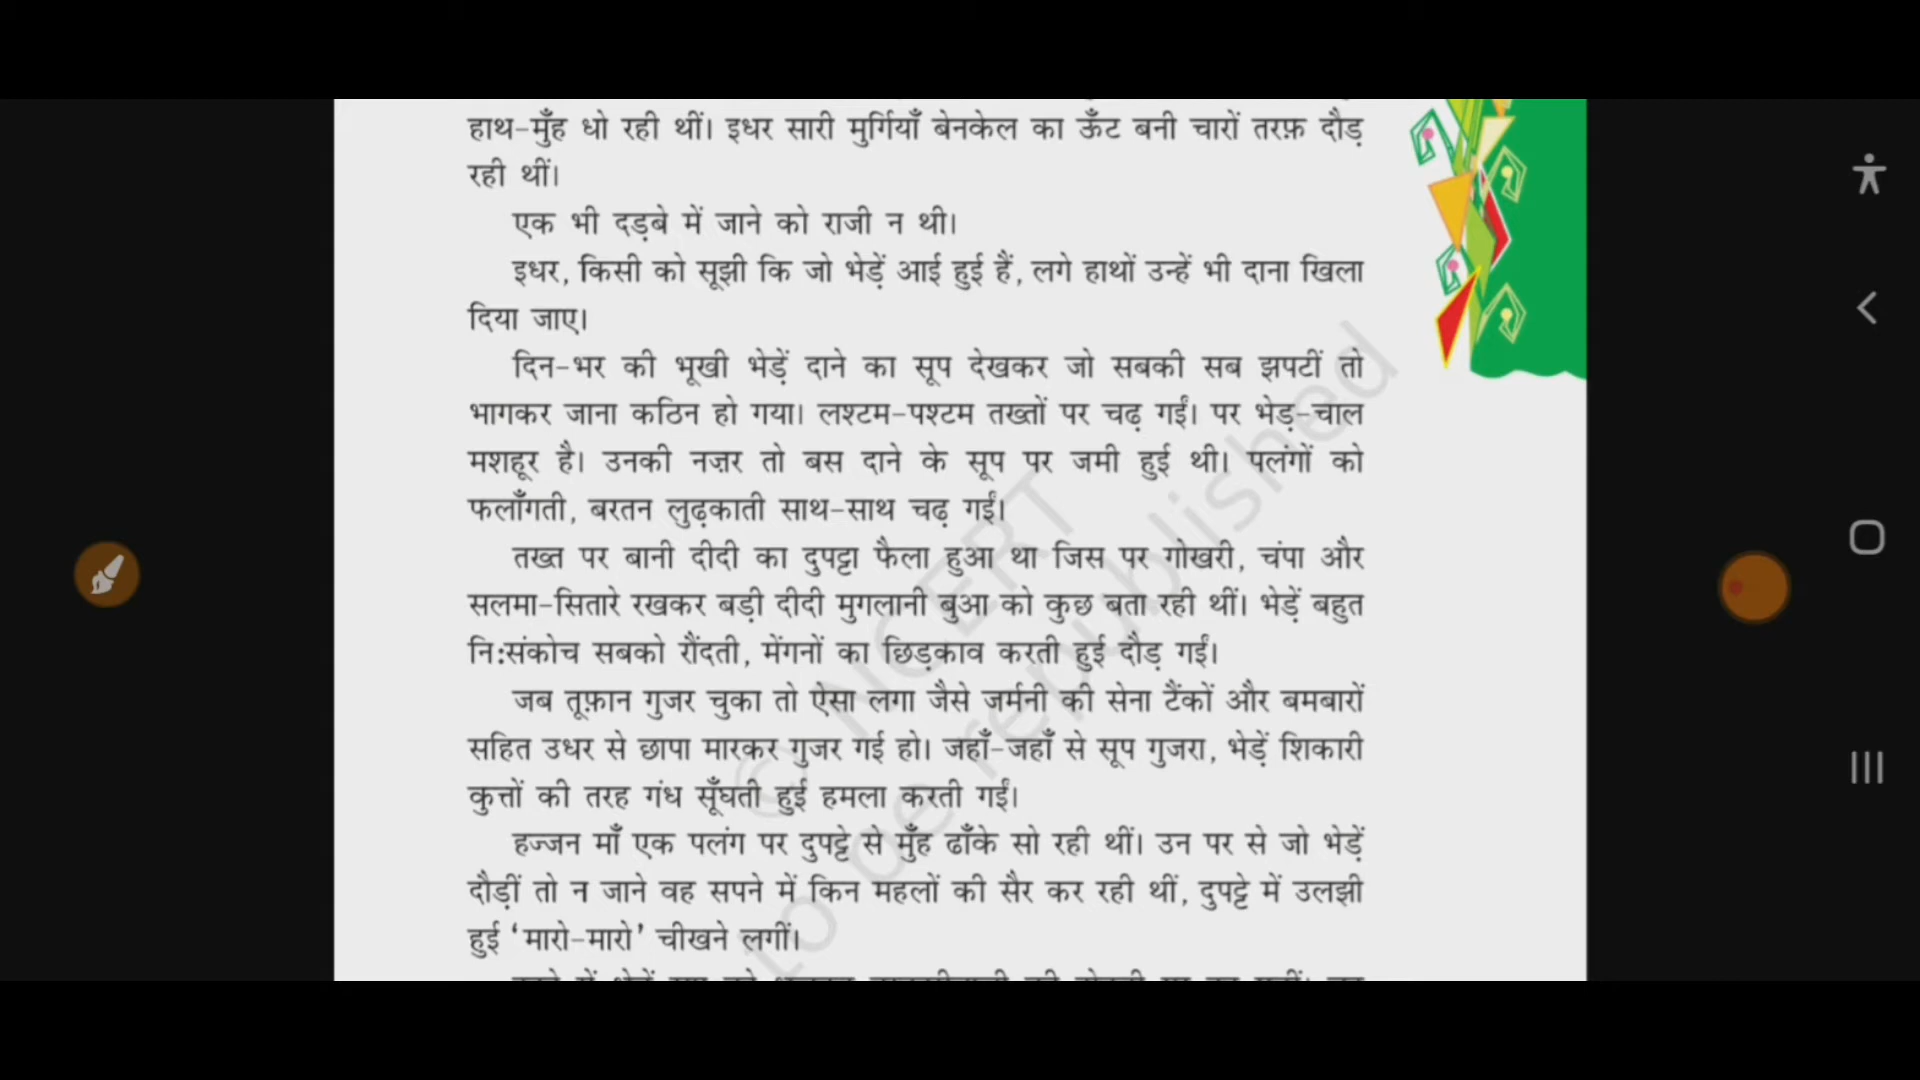 हाथ-मुँह धो रही थीं। इधर सारी मुर्गियाँ बेनकेल का ऊँट बनी चारों तरफ़ दौड़
रही थीं।
एक भी दड़बे में जाने को राजी न थी।
इधर, किसी को सूझी कि जो भेड़ें आई हुई हैं, लगे हाथों उन्हें भी दाना खिला
दिया जाए।
दिन-भर की भूखी भेड़ें दाने का सूप देखकर जो सबकी सब झपटीं तो
भागकर जाना कठिन हो गया। लश्टम-पश्टम तख्तों पर चढ़ गईं। पर भेड़-चाल
मशहूर है। उनकी नज़र तो बस दाने के सूप पर जमी हुई थी। पलंगों को
फलाँगती, बरतन लुढ़काती साथ-साथ चढ़ गईं।
तख्त पर बानी दीदी का दुपट्टा फैला हुआ था जिस पर गोखरी, चंपा और
सलमा-सितारे रखकर बड़ी दीदी मुगलानी बुआ को कुछ बता रही थीं। भेड़ें बहुत
नि:संकोच सबको रौंदती, मेंगनों का छिड़काव करती हुई दौड़ गईं।
जब तूफ़ान गुजर चुका तो ऐसा लगा जैसे जर्मनी की सेना टैंकों और बमबारों
सहित उधर से छापा मारकर गुजर गई हो। जहाँ-जहाँ से सूप गुजरा, भेड़ें शिकारी
कुत्तों की तरह गंध सूँघती हुई हमला करती गईं।
हज्जन माँ एक पलंग पर दुपट्टे से मुँह ढाँके सो रही थीं। उन पर से जो भेड़ें
दौड़ीं तो न जाने वह सपने में किन महलों की सैर कर रही थीं, दुपट्टे में उलझी
हुई ‘मारो-मारो’ चीखने लगीं।
© NCERT
to be republished